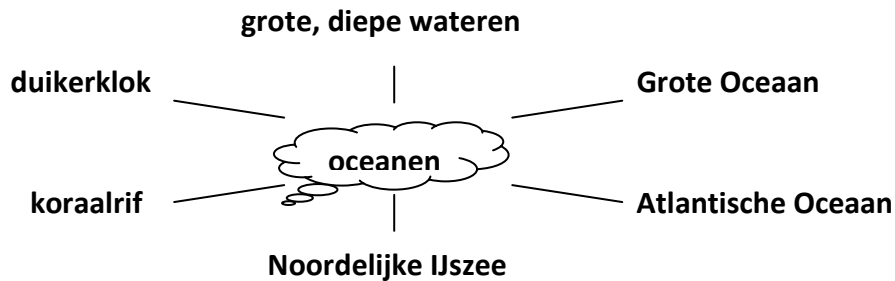 grote, diepe wateren
duikerklok
Grote Oceaan
oceanen
koraalrif
Atlantische Oceaan
Noordelijke IJszee